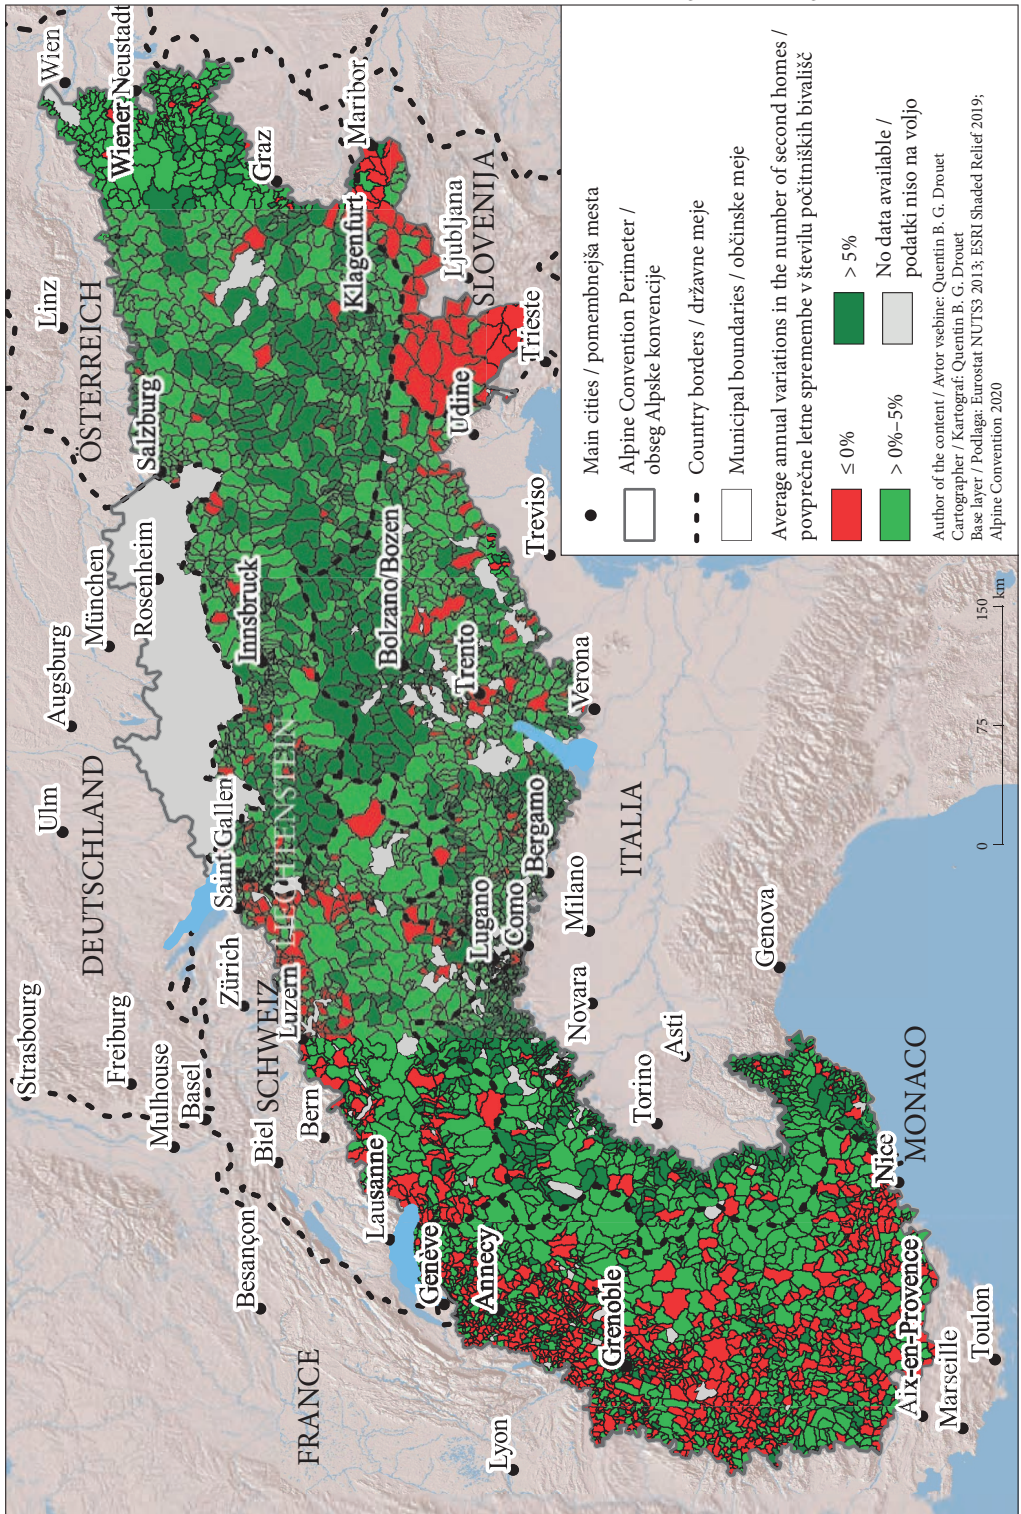 Strasbourg
Ulm
Augsburg
Linz
Wien
DEUTSCHLAND
München
ÖSTERREICH
Freiburg
Rosenheim
Salzburg
Wiener Neustadt
Mulhouse
Basel
Zürich
Saint Gallen
Innsbruck
Graz
Besançon
Biel
SCHWEIZ
Luzern
LIECHTENSTEIN
Bern
FRANCE
Lausanne
Klagenfurt
Maribor
Bolzano/Bozen
Genève
Annecy
Lugano
Como
Trento
Udine
Ljubljana
SLOVENIJA
Lyon
Grenoble
Bergamo
Verona
Treviso
Trieste
Novara
Milano
ITALIA
Torino
Asti
Genova
Nice
MONACO
Aix-en-Provence
Marseille
Toulon
0
75
150
km
Main cities / pomembnejša mesta
Alpine Convention Perimeter /
obseg Alpske konvencije
Country borders / državne meje
Municipal boundaries / občinske meje
Average annual variations in the number of second homes /
povprečne letne spremembe v številu počitniških bivališč
≤ 0%
> 5%
> 0%–5%
No data available /
podatki niso na voljo
Author of the content / Avtor vsebine: Quentin B. G. Drouet
Cartographer / Kartograf: Quentin B. G. Drouet
Base layer / Podlaga: Eurostat NUTS3 2013; ESRI Shaded Relief 2019;
Alpine Convention 2020